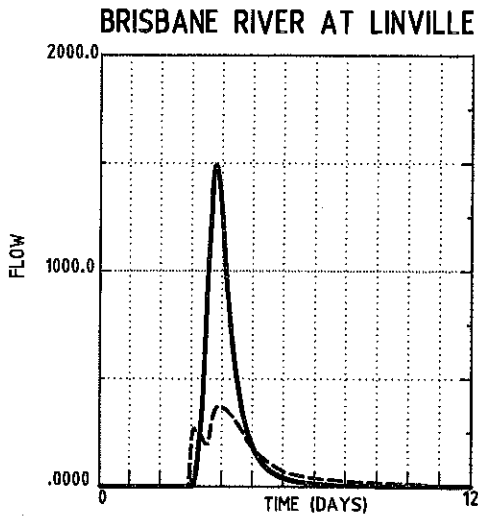 BRISBANE RIVER AT LINVILLE
2000.0
FLOW
1000.0
.0000
0
TIME (DAYS)
12